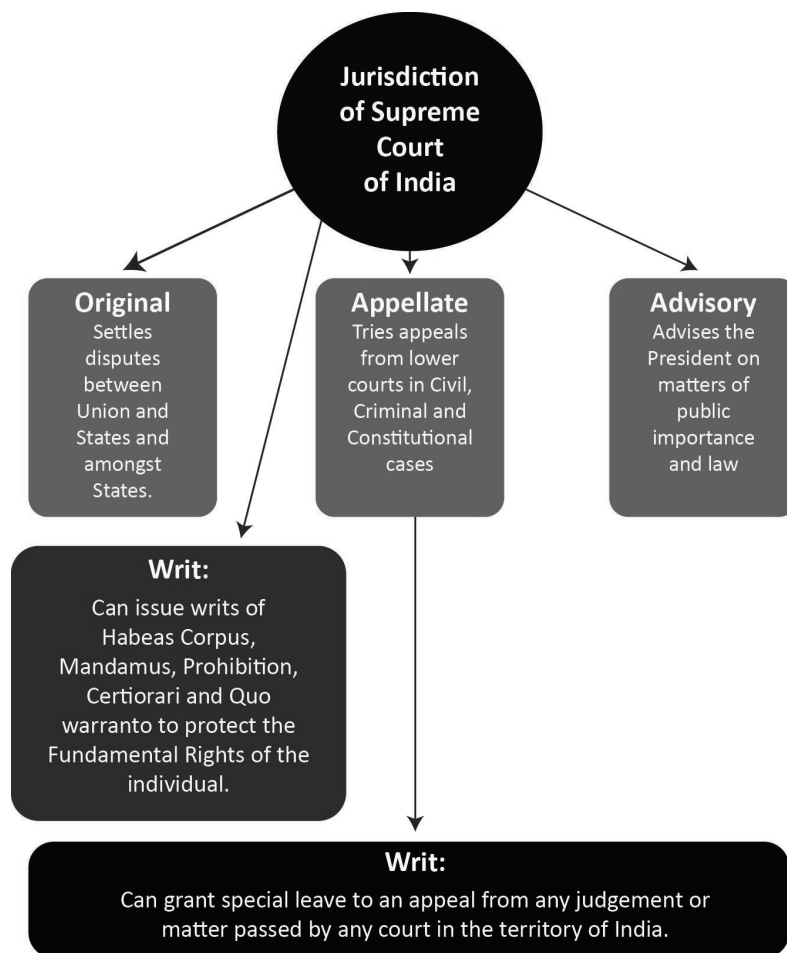 Jurisdiction
of Supreme
Court
of India
Original
Settles
disputes
between
Union and
States and
amongst
States.
Appellate
Tries appeals
from lower
courts in Civil,
Criminal and
Constitutional
cases
Advisory
Advises the
President on
matters of
public
importance
and law
Writ:
Can issue writs of
Habeas Corpus,
Mandamus, Prohibition,
Certiorari and Quo
warranto to protect the
Fundamental Rights of the
individual.
Writ:
Can grant special leave to an appeal from any judgement or
matter passed by any court in the territory of India.